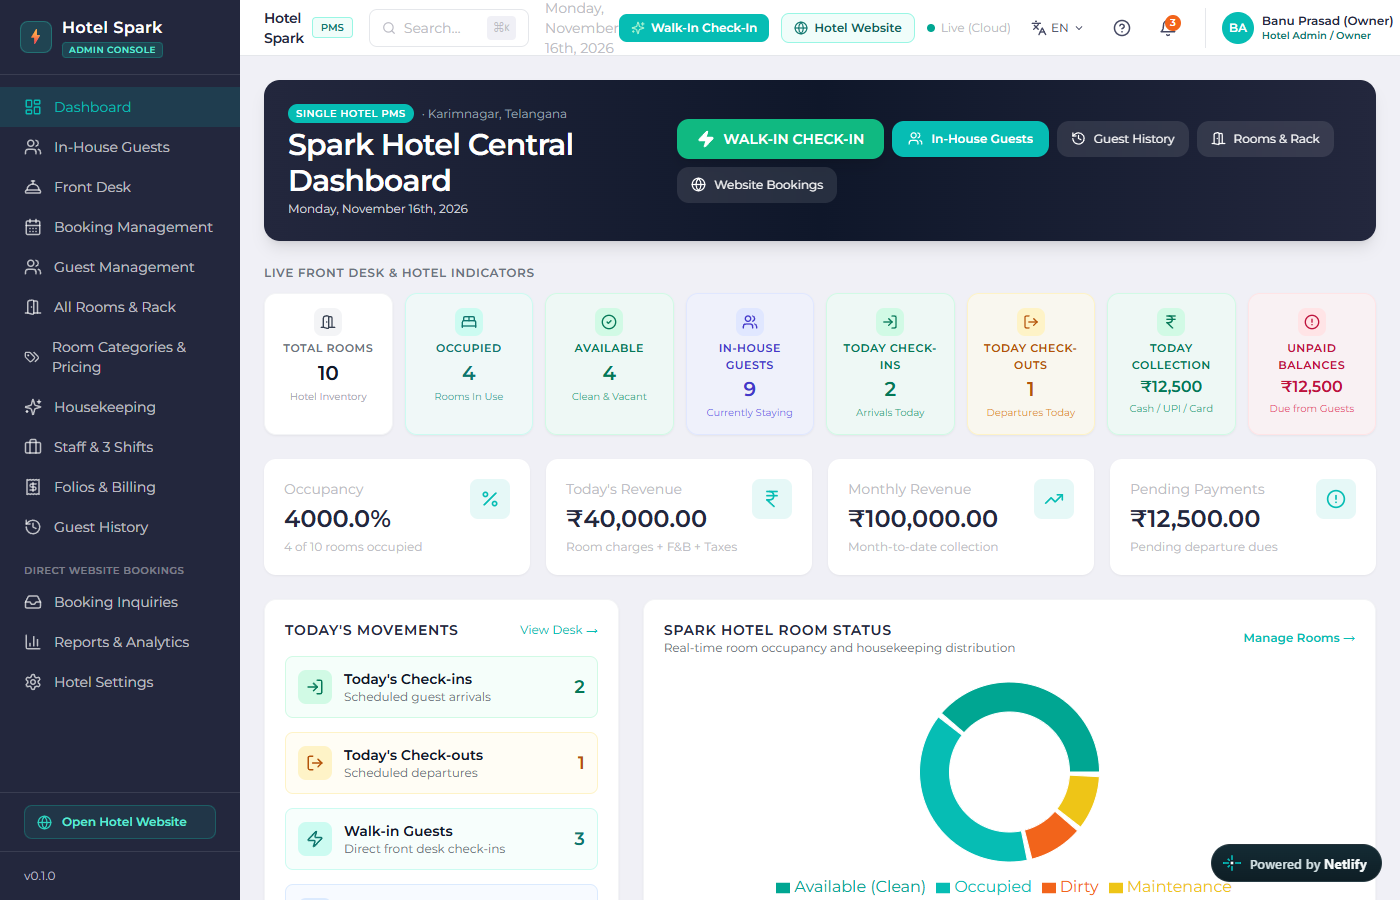 Hotel Spark
ADMIN CONSOLE
Dashboard
In-House Guests
Front Desk
Booking Management
Guest Management
All Rooms & Rack
Room Categories &
Pricing
Housekeeping
Staff & 3 Shifts
Folios & Billing
Guest History
DIRECT WEBSITE BOOKINGS
Booking Inquiries
Reports & Analytics
Hotel Settings
Open Hotel Website
v0.1.0
Hotel
Spark
PMS
Search...
⌘K
Monday,
November
16th, 2026
Walk-In Check-In
Hotel Website
Live (Cloud)
EN
3
BA
Banu Prasad (Owner)
Hotel Admin / Owner
SINGLE HOTEL PMS
· Karimnagar, Telangana
Spark Hotel Central
Dashboard
Monday, November 16th, 2026
WALK-IN CHECK-IN
In-House Guests
Guest History
Rooms & Rack
Website Bookings
LIVE FRONT DESK & HOTEL INDICATORS
TOTAL ROOMS
10
Hotel Inventory
OCCUPIED
4
Rooms In Use
AVAILABLE
4
Clean & Vacant
IN-HOUSE
GUESTS
9
Currently Staying
TODAY CHECK-
INS
2
Arrivals Today
TODAY CHECK-
OUTS
1
Departures Today
TODAY
COLLECTION
₹12,500
Cash / UPI / Card
UNPAID
BALANCES
₹12,500
Due from Guests
Occupancy
4000.0%
4 of 10 rooms occupied
Today's Revenue
₹40,000.00
Room charges + F&B + Taxes
Monthly Revenue
₹100,000.00
Month-to-date collection
Pending Payments
₹12,500.00
Pending departure dues
TODAY'S MOVEMENTS
View Desk →
Today's Check-ins
Scheduled guest arrivals
2
Today's Check-outs
Scheduled departures
1
Walk-in Guests
Direct front desk check-ins
3
SPARK HOTEL ROOM STATUS
Real-time room occupancy and housekeeping distribution
Manage Rooms →
Available (Clean)
Occupied
Dirty
Maintenance
Powered by Netlify